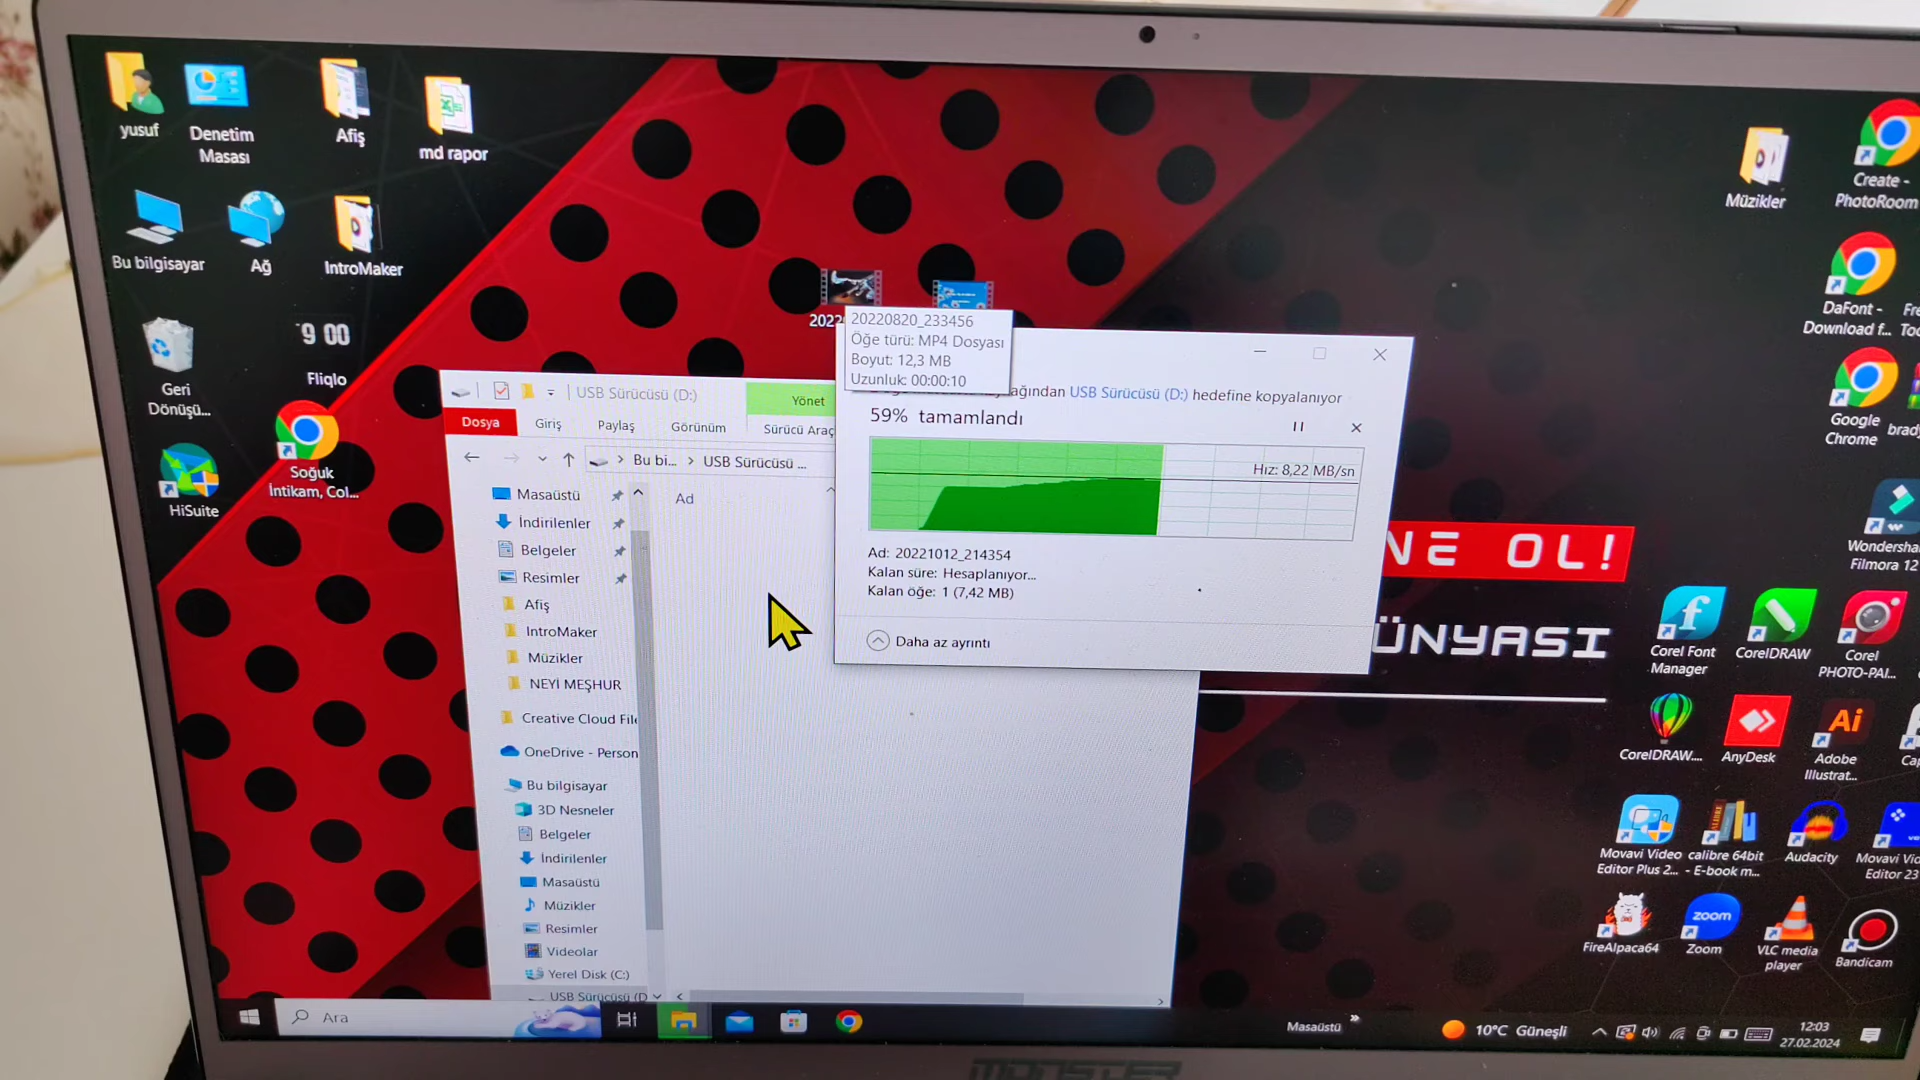 yusuf
Denetim
Masası
Afiş
md rapor
Bu bilgisayar
Ağ
IntroMaker
Geri
Dönüşü...
9 00
Fliqlo
HiSuite
Soğuk
İntikam, Col...
Müzikler
Create -
PhotoRoom
DaFont -
Download f...
Google
Chrome
Wondersha
Filmora 12
20220820_233456
Öğe türü: MP4 Dosyası
Boyut: 12,3 MB
Uzunluk: 00:00:10
USB Sürücüsü (D:)
Yönet
Dosya
Giriş
Paylaş
Görünüm
Sürücü Araç
Bu bi...
USB Sürücüsü ...
Ad
Masaüstü
İndirilenler
Belgeler
Resimler
Afiş
IntroMaker
Müzikler
NEYİ MEŞHUR
Creative Cloud File
OneDrive - Person
Bu bilgisayar
3D Nesneler
Belgeler
İndirilenler
Masaüstü
Müzikler
Resimler
Videolar
Yerel Disk (C:)
USB Sürücüsü (D
USB Sürücüsü (D:) hedefine kopyalanıyor
59% tamamlandı
Hız: 8,22 MB/sn
Ad: 20221012_214354
Kalan süre: Hesaplanıyor...
Kalan öğe: 1 (7,42 MB)
Daha az ayrıntı
NE OL!
ÜNYASI
Corel Font
Manager
CorelDRAW
Corel
PHOTO-PAI...
CorelDRAW....
AnyDesk
Ai
Adobe
Illustrat...
Movavi Video
Editor Plus 2...
calibre 64bit
- E-book m...
Audacity
Movavi Vid
Editor 23
FireAlpaca64
zoom
Zoom
VLC media
player
Bandicam
Ara
Masaüstü
10°C Güneşli
12:03
27.02.2024
MONSTER